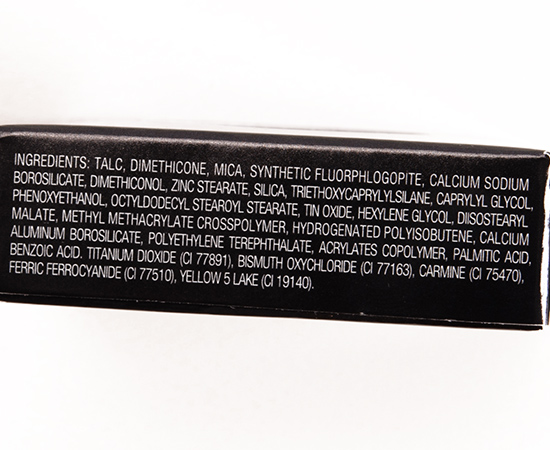 INGREDIENTS: TALC, DIMETHICONE, MICA, SYNTHETIC FLUORPHLOGOPITE, CALCIUM SODIUM
BOROSILICATE, DIMETHICONOL, ZINC STEARATE, SILICA, TRIETHOXYCAPRYLYLSILANE, CAPRYLYL GLYCOL,
PHENOXYETHANOL, OCTYLDODECYL STEAROYL STEARATE, TIN OXIDE, HEXYLENE GLYCOL, DIISOSTEARYL
MALATE, METHYL METHACRYLATE CROSSPOLYMER, HYDROGENATED POLYISOBUTENE, CALCIUM
ALUMINUM BOROSILICATE, POLYETHYLENE TEREPHTHALATE, ACRYLATES COPOLYMER, PALMITIC ACID,
BENZOIC ACID. TITANIUM DIOXIDE (CI 77891), BISMUTH OXYCHLORIDE (CI 77163), CARMINE (CI 75470),
FERRIC FERROCYANIDE (CI 77510), YELLOW 5 LAKE (CI 19140).